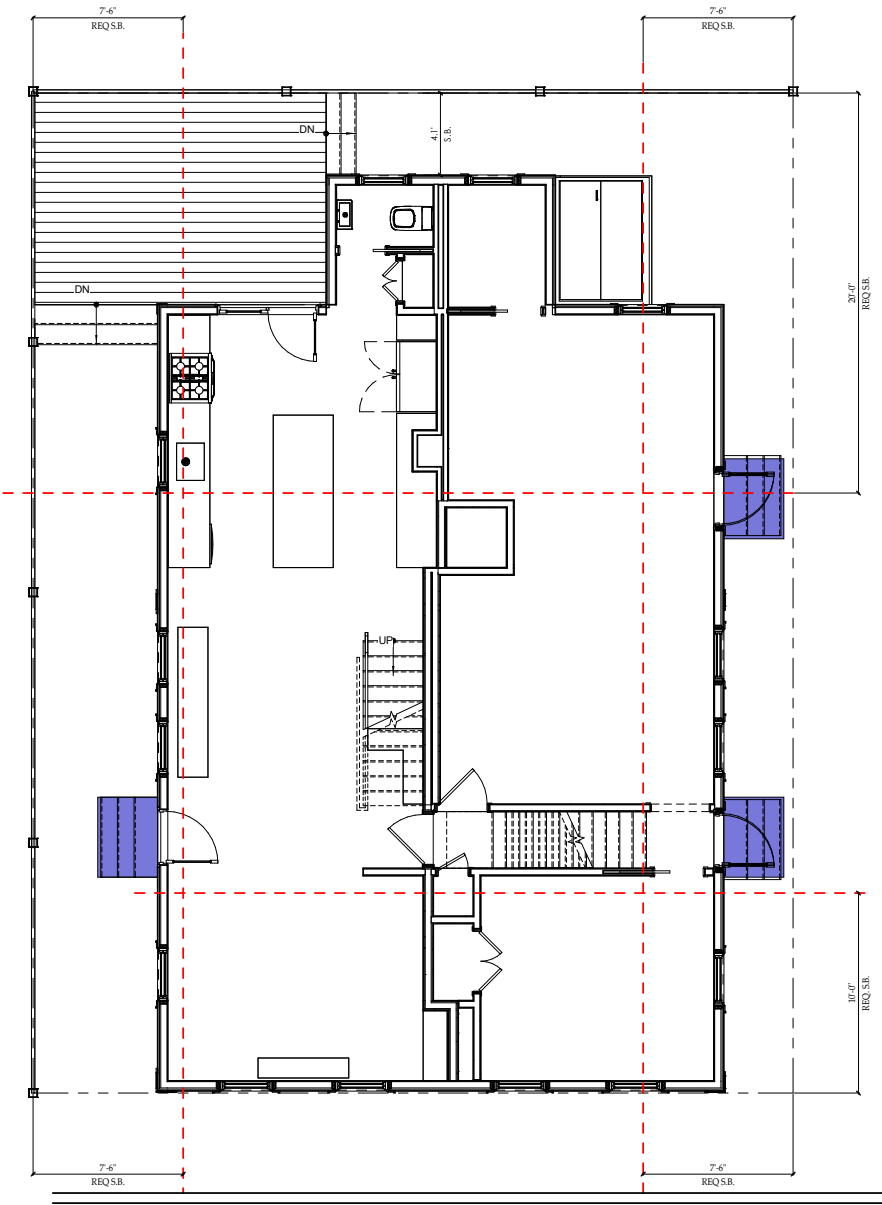 7'-6"
REQ S.B.
7'-6"
REQ S.B.
DN
4.1'
S.B.
DN
20'-0"
REQ S.B.
UP
10'-0"
REQ. S.B.
7'-6"
REQ S.B.
7'-6"
REQ S.B.